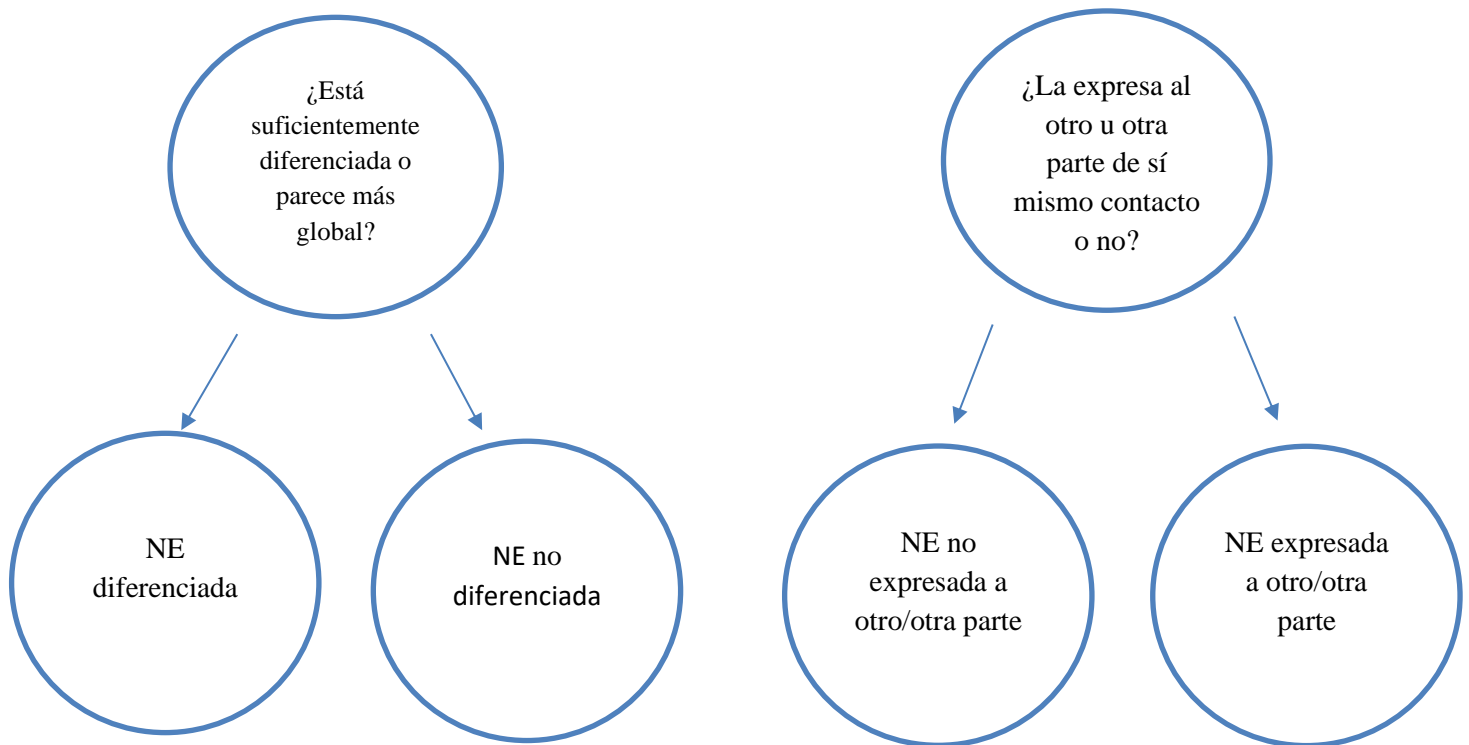 ¿Está
suficientemente
diferenciada o
parece más
global?
¿La expresa al
otro u otra
parte de sí
mismo contacto
o no?
NE
diferenciada
NE no
diferenciada
NE no
expresada a
otro/otra parte
NE expresada
a otro/otra
parte